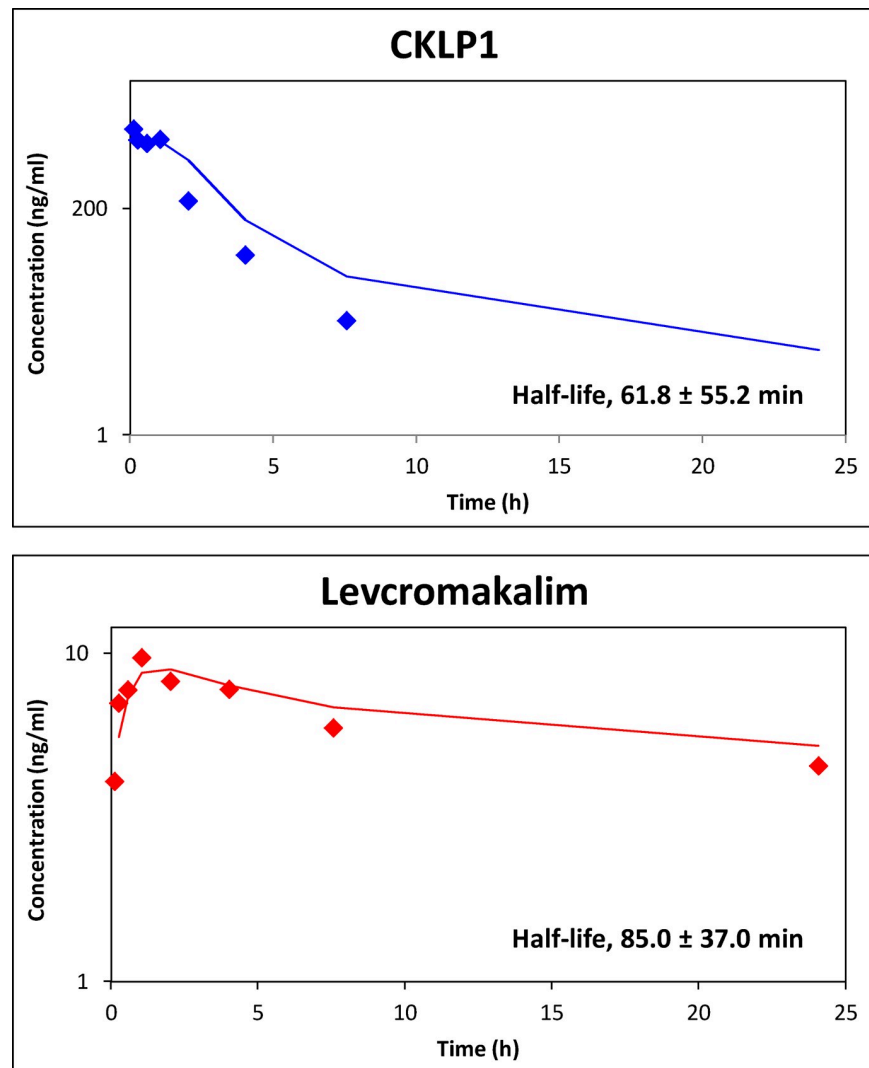 CKLP1
Concentration (ng/ml)
200
1
Half-life, 61.8 ± 55.2 min
0 5 10 15 20 25
Time (h)
Levcromakalim
Concentration (ng/ml)
10
1
Half-life, 85.0 ± 37.0 min
0 5 10 15 20 25
Time (h)